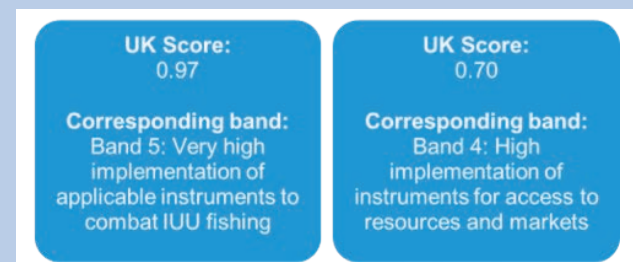 UK Score:
0.97
Corresponding band:
Band 5: Very high
implementation of
applicable instruments to
combat IUU fishing
UK Score:
0.70
Corresponding band:
Band 4: High
implementation of
instruments for access to
resources and markets